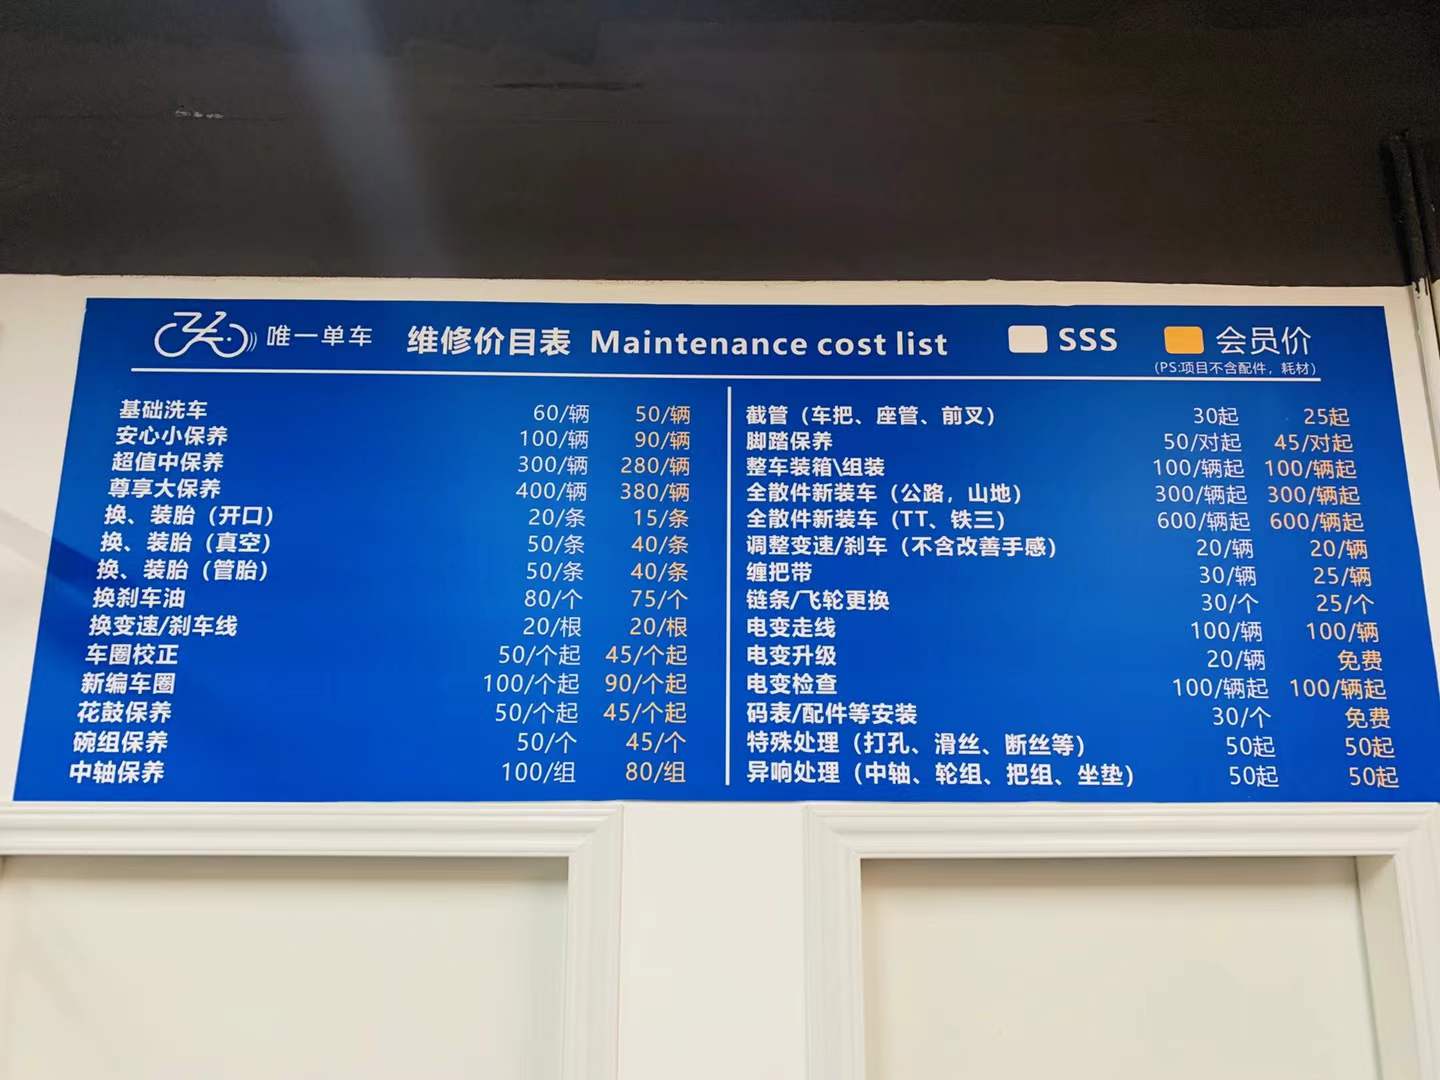 唯一单车 维修价目表 Maintenance cost list SSS 会员价
(PS:项目不含配件，耗材)
基础洗车 60/辆 50/辆
安心小保养 100/辆 90/辆
超值中保养 300/辆 280/辆
尊享大保养 400/辆 380/辆
换、装胎（开口） 20/条 15/条
换、装胎（真空） 50/条 40/条
换、装胎（管胎） 50/条 40/条
换刹车油 80/个 75/个
换变速/刹车线 20/根 20/根
车圈校正 50/个起 45/个起
新编车圈 100/个起 90/个起
花鼓保养 50/个起 45/个起
碗组保养 50/个 45/个
中轴保养 100/组 80/组
截管（车把、座管、前叉） 30起 25起
脚踏保养 50/对起 45/对起
整车装箱\组装 100/辆起 100/辆起
全散件新装车（公路，山地） 300/辆起 300/辆起
全散件新装车（TT、铁三） 600/辆起 600/辆起
调整变速/刹车（不含改善手感） 20/辆 20/辆
缠把带 30/辆 25/辆
链条/飞轮更换 30/个 25/个
电变走线 100/辆 100/辆
电变升级 20/辆 免费
电变检查 100/辆起 100/辆起
码表/配件等安装 30/个 免费
特殊处理（打孔、滑丝、断丝等） 50起 50起
异响处理（中轴、轮组、把组、坐垫） 50起 50起